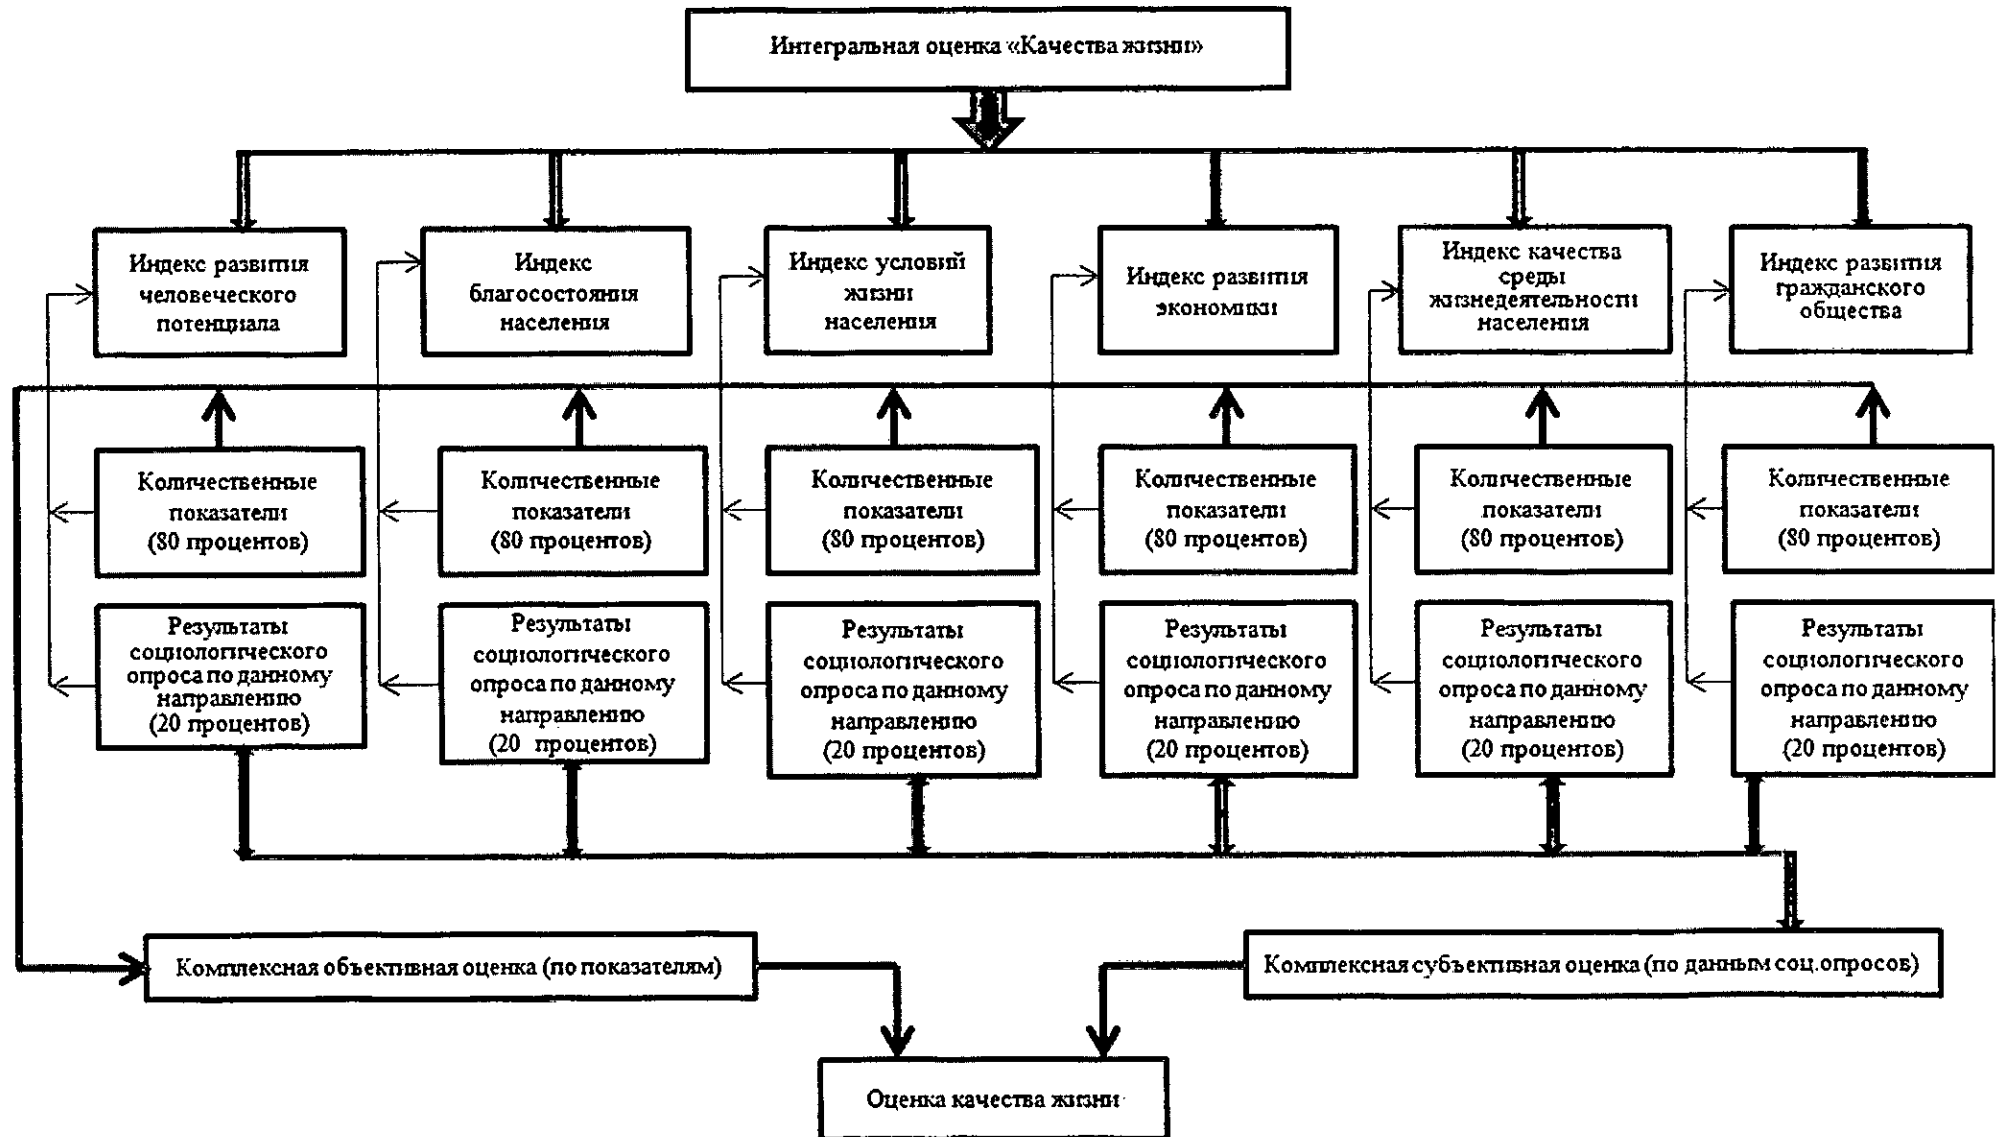 Интегральная оценка «Качества жизни»
Индекс развития
человеческого
потенциала
Индекс
благосостояния
населения
Индекс условий
жизни
населения
Индекс развития
экономики
Индекс качества
среды
жизнедеятельности
населения
Индекс развития
гражданского
общества
Количественные
показатели
(80 процентов)
Количественные
показатели
(80 процентов)
Количественные
показатели
(80 процентов)
Количественные
показатели
(80 процентов)
Количественные
показатели
(80 процентов)
Количественные
показатели
(80 процентов)
Результаты
социологического
опроса по данному
направлению
(20 процентов)
Результаты
социологического
опроса по данному
направлению
(20 процентов)
Результаты
социологического
опроса по данному
направлению
(20 процентов)
Результаты
социологического
опроса по данному
направлению
(20 процентов)
Результаты
социологического
опроса по данному
направлению
(20 процентов)
Результаты
социологического
опроса по данному
направлению
(20 процентов)
Комплексная объективная оценка (по показателям)
Комплексная субъективная оценка (по данным соц.опросов)
Оценка качества жизни